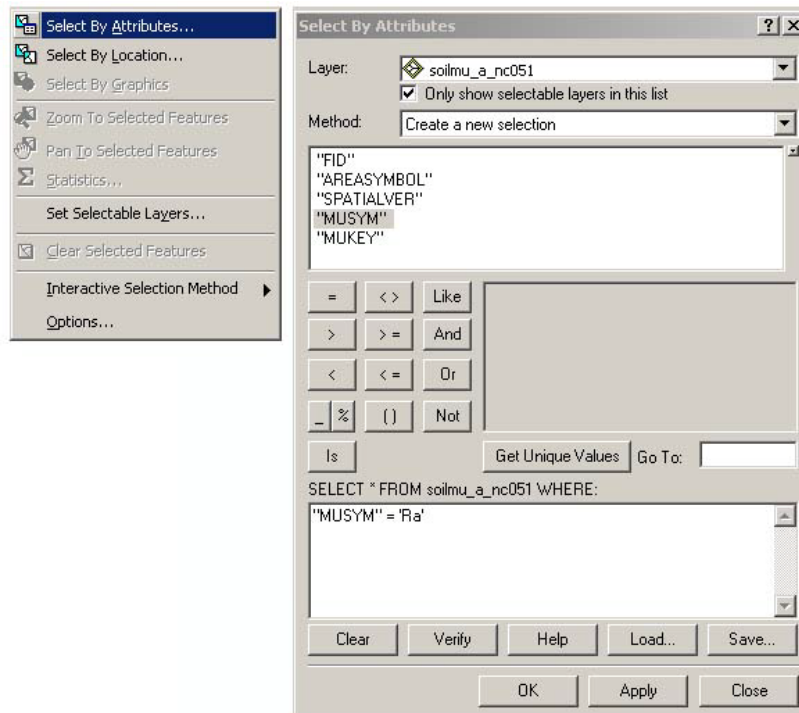 Select By Attributes...
Select By Location...
Select By Graphics
Zoom To Selected Features
Pan To Selected Features
Σ Statistics...
Set Selectable Layers...
Clear Selected Features
Interactive Selection Method
Options...
Select By Attributes
Layer: soilmu_a_nc051
Only show selectable layers in this list
Method: Create a new selection
"FID"
"AREASYMBOL"
"SPATIALVER"
"MUSYM"
"MUKEY"
= < > Like
> > = And
< < = Or
_ % ( ) Not
Is Get Unique Values Go To:
SELECT * FROM soilmu_a_nc051 WHERE:
"MUSYM" = 'Ra'
Clear Verify Help Load... Save...
OK Apply Close